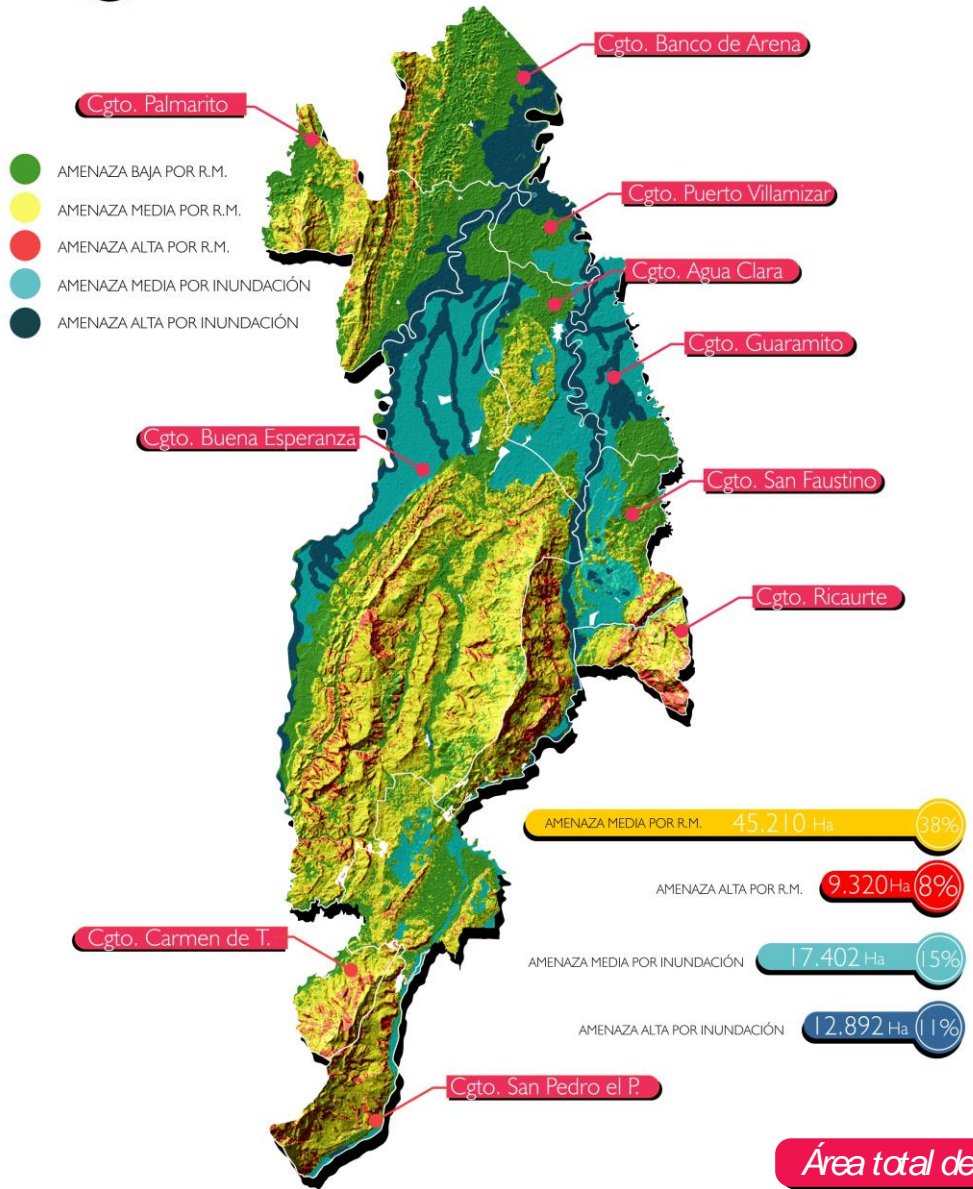 Cgto. Banco de Arena
Cgto. Palmarito
AMENAZA BAJA POR R.M.
AMENAZA MEDIA POR R.M.
AMENAZA ALTA POR R.M.
AMENAZA MEDIA POR INUNDACIÓN
AMENAZA ALTA POR INUNDACIÓN
Cgto. Puerto Villamizar
Cgto. Agua Clara
Cgto. Guaramito
Cgto. Buena Esperanza
Cgto. San Faustino
Cgto. Ricaurte
AMENAZA MEDIA POR R.M. 45.210 Ha 38%
AMENAZA ALTA POR R.M. 9.320 Ha 8%
AMENAZA MEDIA POR INUNDACIÓN 17.402 Ha 15%
AMENAZA ALTA POR INUNDACIÓN 12.892 Ha 11%
Cgto. Carmen de T.
Cgto. San Pedro el P.
Área total de